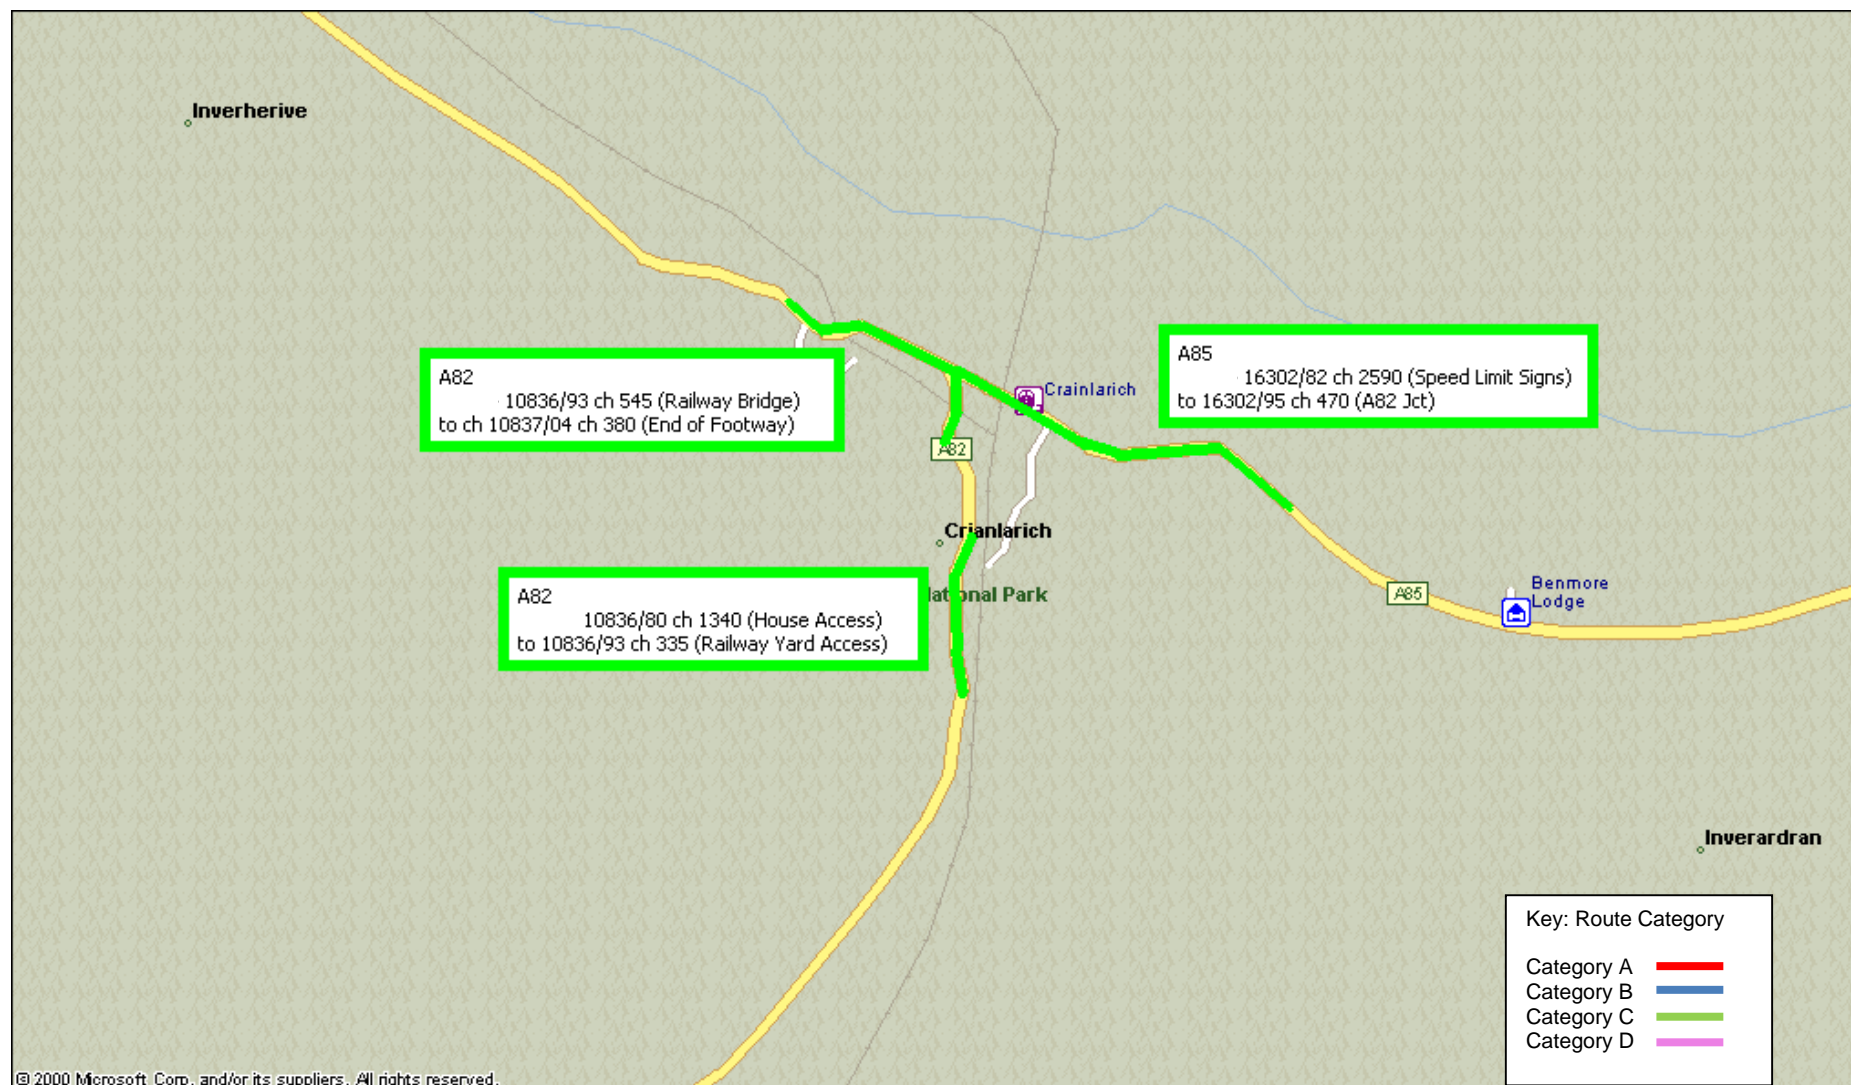 Inverherive
A82
10836/93 ch 545 (Railway Bridge)
to ch 10837/04 ch 380 (End of Footway)
Crainlarich
A85
16302/82 ch 2590 (Speed Limit Signs)
to 16302/95 ch 470 (A82 Jct)
A82
Crianlarich
National Park
A82
10836/80 ch 1340 (House Access)
to 10836/93 ch 335 (Railway Yard Access)
A85
Benmore
Lodge
Inverardran
Key: Route Category
Category A
Category B
Category C
Category D
© 2000 Microsoft Corp. and/or its suppliers. All rights reserved.